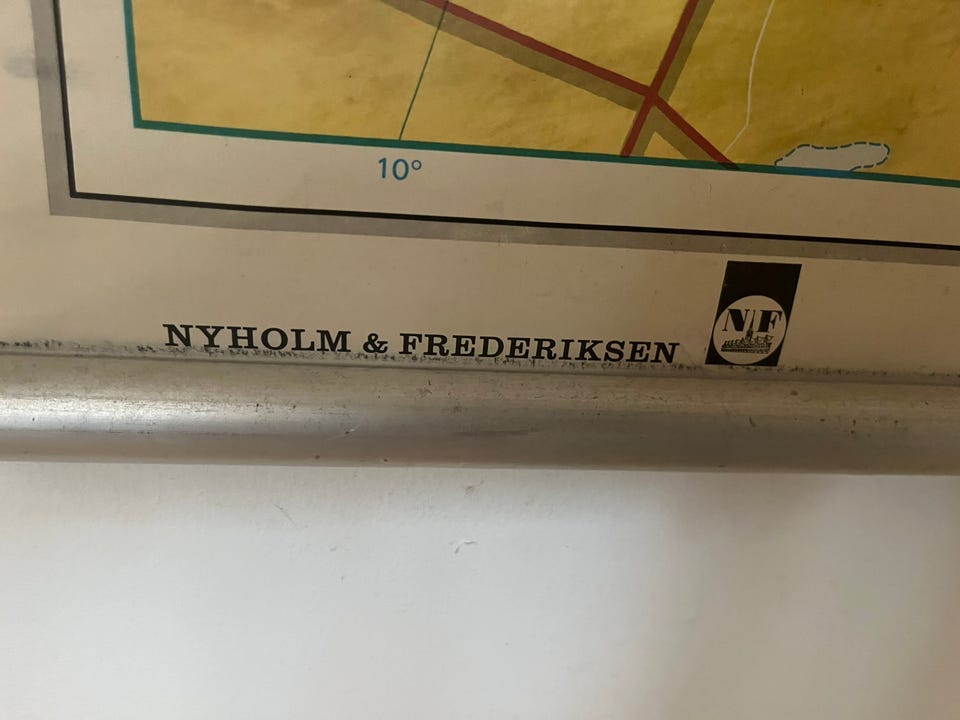 10°
NYHOLM & FREDERIKSEN
NF